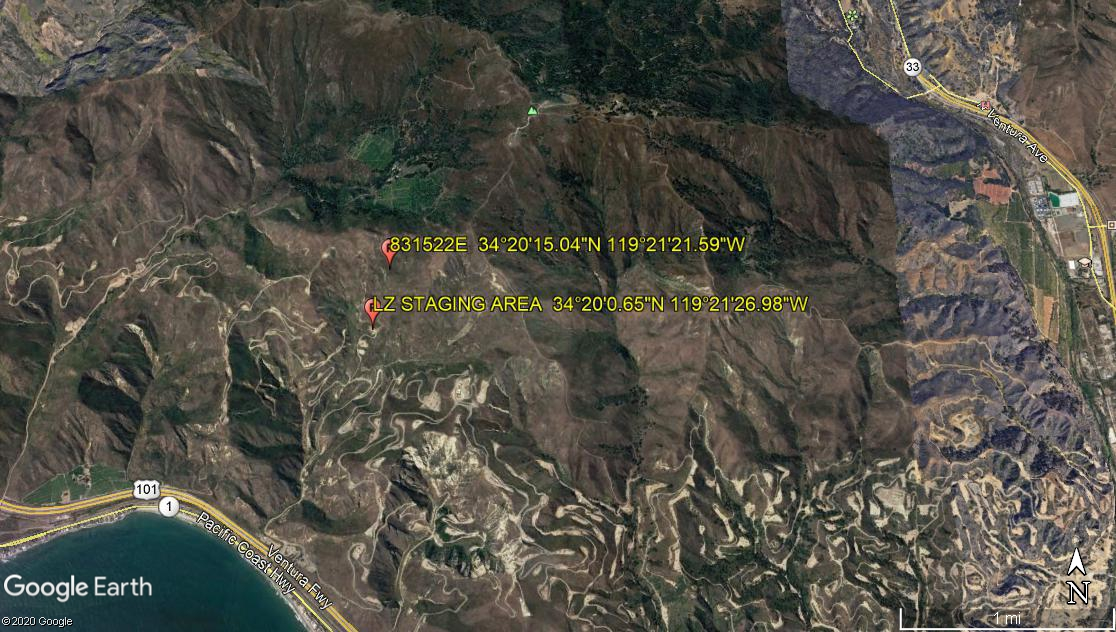 33
Ventura Ave
831522E 34°20'15.04"N 119°21'21.59"W
LZ STAGING AREA 34°20'0.65"N 119°21'26.98"W
101
1
Pacific Coast Hwy
Ventura Fwy
Google Earth
N
1 mi
©2020 Google